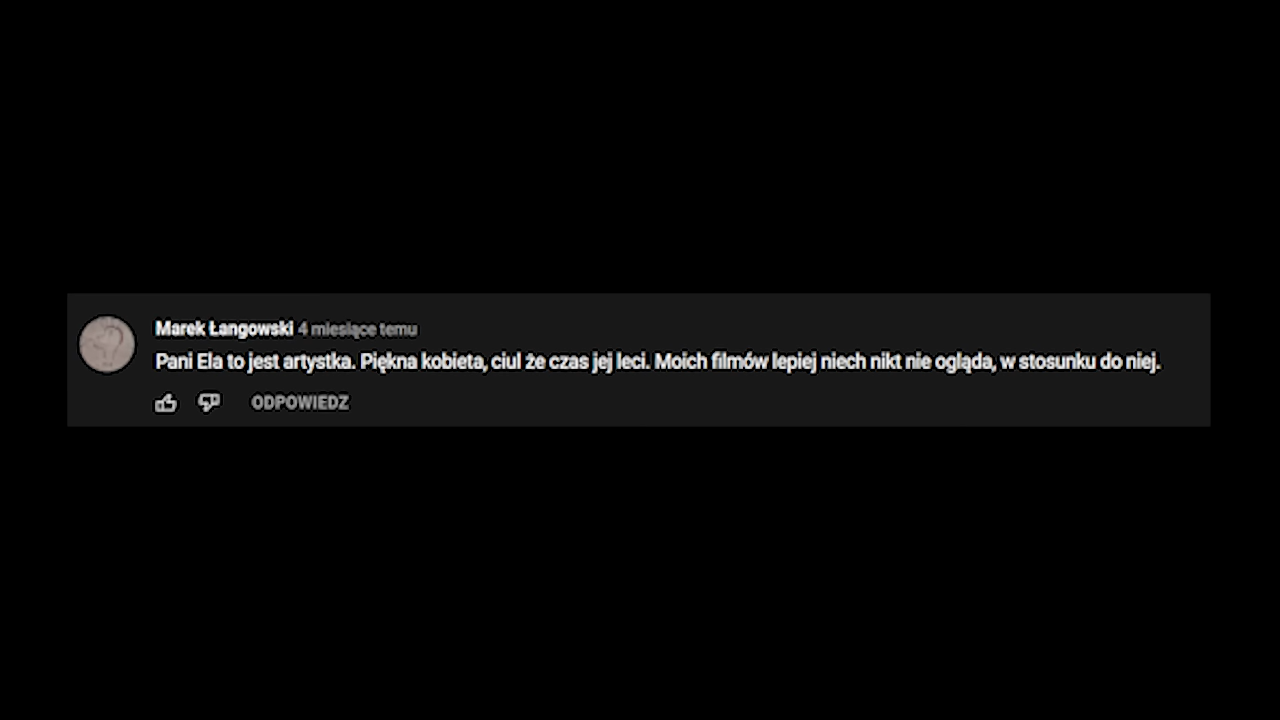 Marek Łangowski 4 miesiące temu
Pani Ela to jest artystka. Piękna kobieta, ciul że czas jej leci. Moich filmów lepiej niech nikt nie ogląda, w stosunku do niej.
ODPOWIEDZ